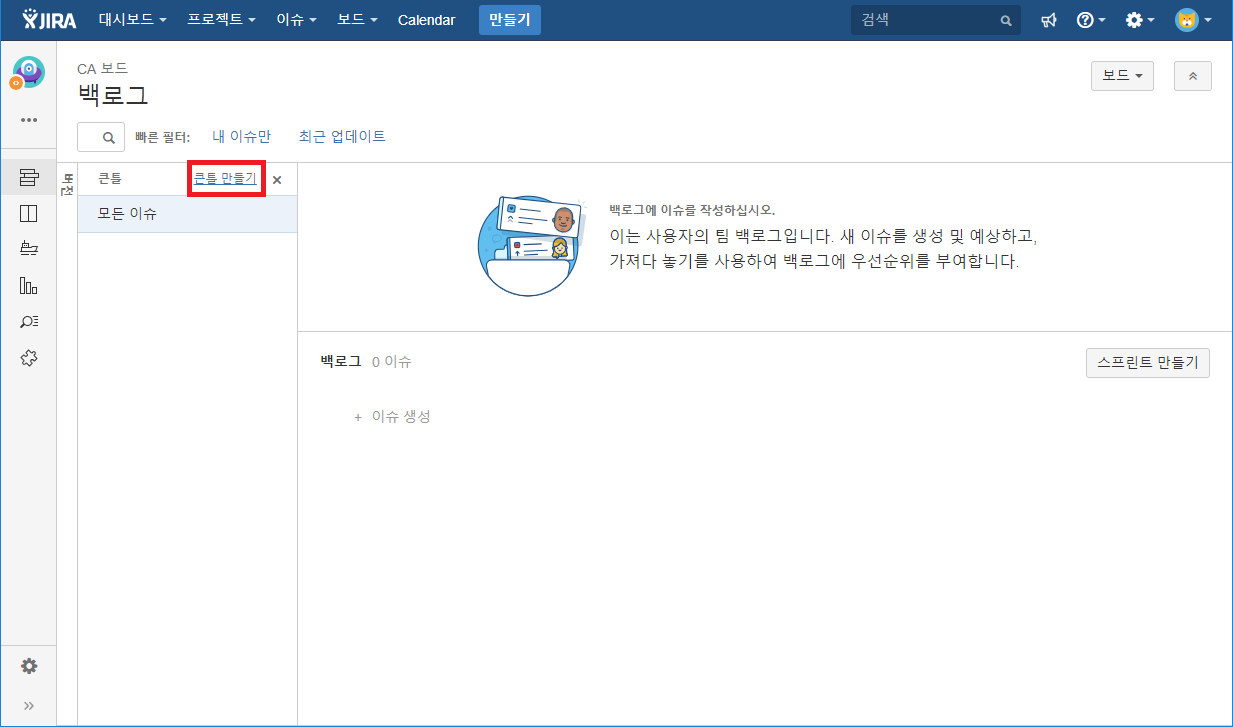 JIRA 대시보드 프로젝트 이슈 보드 Calendar 만들기 검색
CA 보드
백로그
보드
빠른 필터: 내 이슈만 최근 업데이트
버전
큰틀 큰틀 만들기
모든 이슈
백로그에 이슈를 작성하십시오.
이는 사용자의 팀 백로그입니다. 새 이슈를 생성 및 예상하고,
가져다 놓기를 사용하여 백로그에 우선순위를 부여합니다.
백로그 0 이슈 스프린트 만들기
+ 이슈 생성